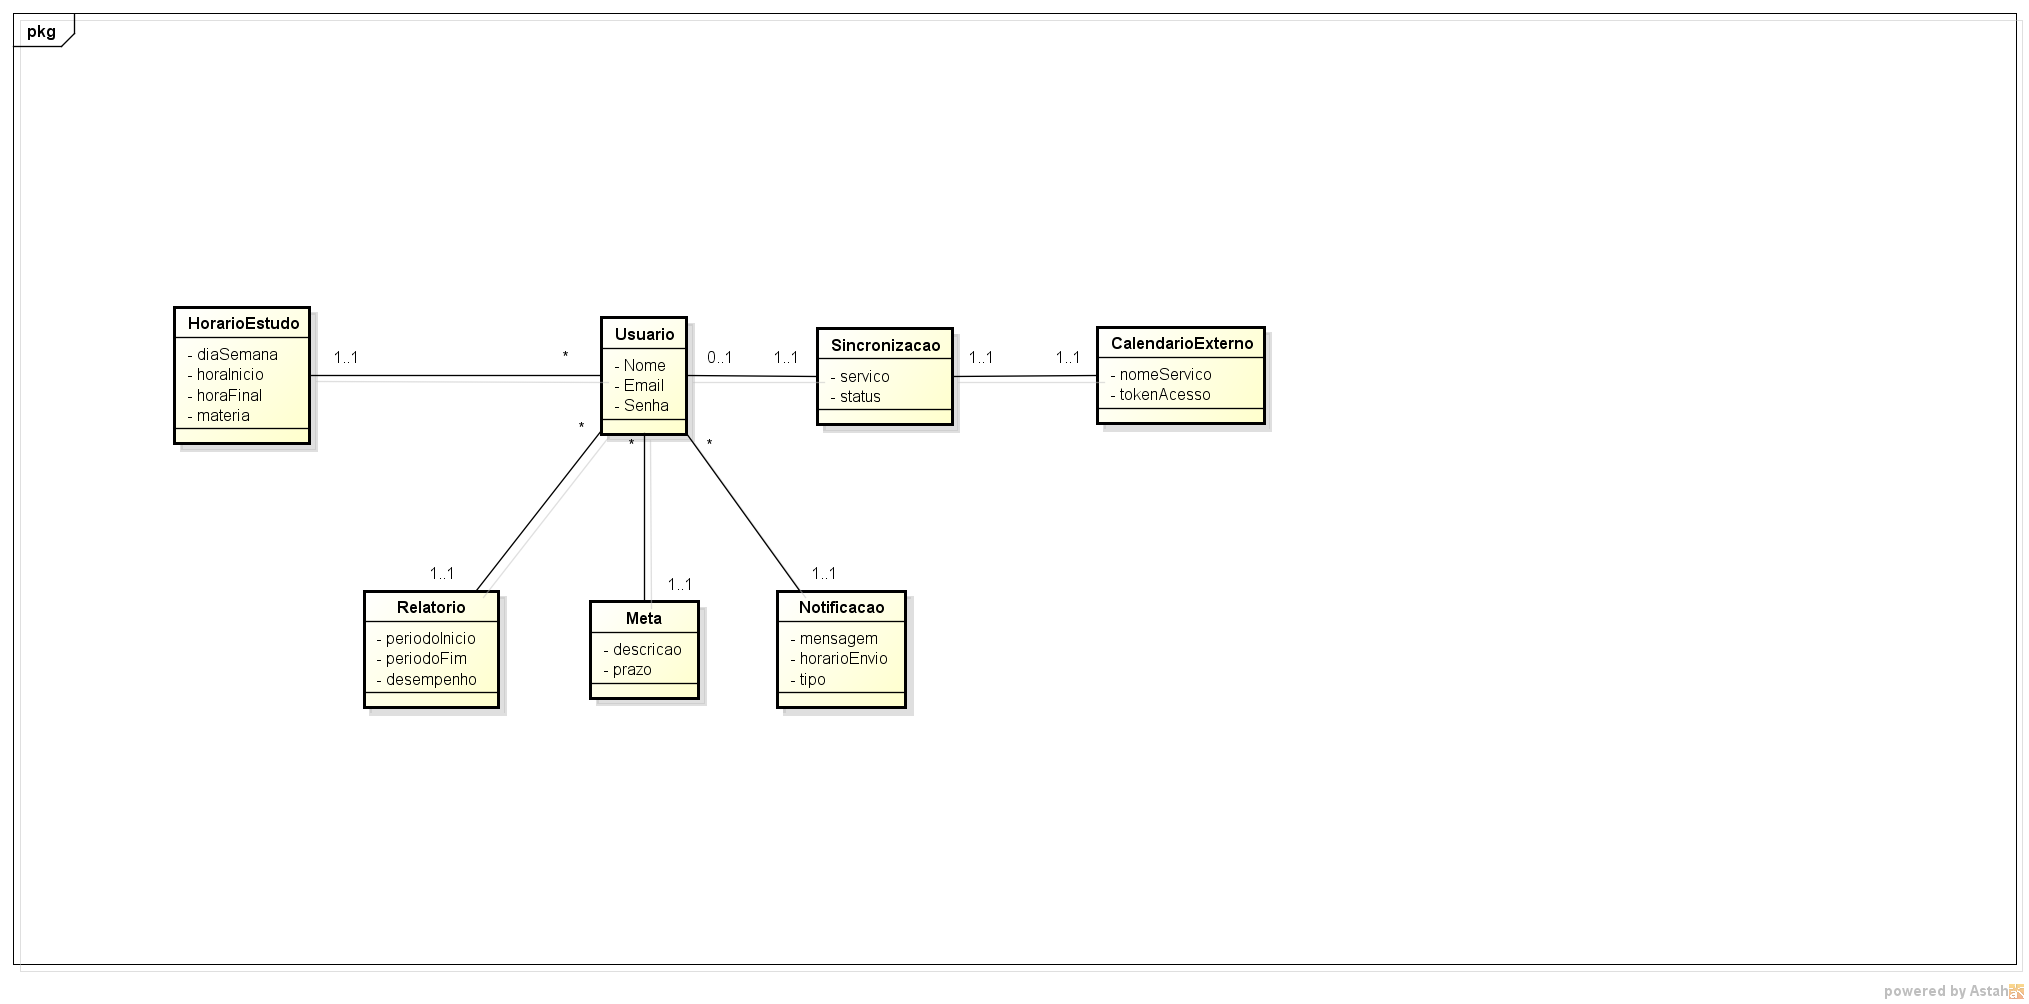 pkg
HorarioEstudo
- diaSemana
- horaInicio
- horaFinal
- materia
1..1
*
Usuario
- Nome
- Email
- Senha
0..1
1..1
Sincronizacao
- servico
- status
1..1
1..1
CalendarioExterno
- nomeServico
- tokenAcesso
*
*
*
1..1
1..1
1..1
Relatorio
- periodoInicio
- periodoFim
- desempenho
Meta
- descricao
- prazo
Notificacao
- mensagem
- horarioEnvio
- tipo
powered by Astah